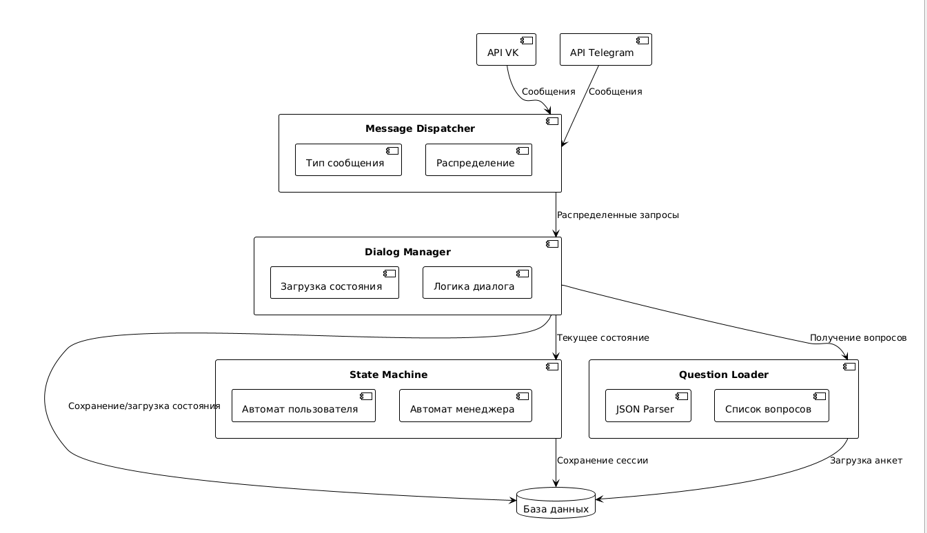 API VK
API Telegram
Сообщения
Сообщения
Message Dispatcher
Тип сообщения
Распределение
Распределенные запросы
Dialog Manager
Загрузка состояния
Логика диалога
Текущее состояние
Получение вопросов
State Machine
Автомат пользователя
Автомат менеджера
Question Loader
JSON Parser
Список вопросов
Сохранение/загрузка состояния
Сохранение сессии
Загрузка анкет
База данных